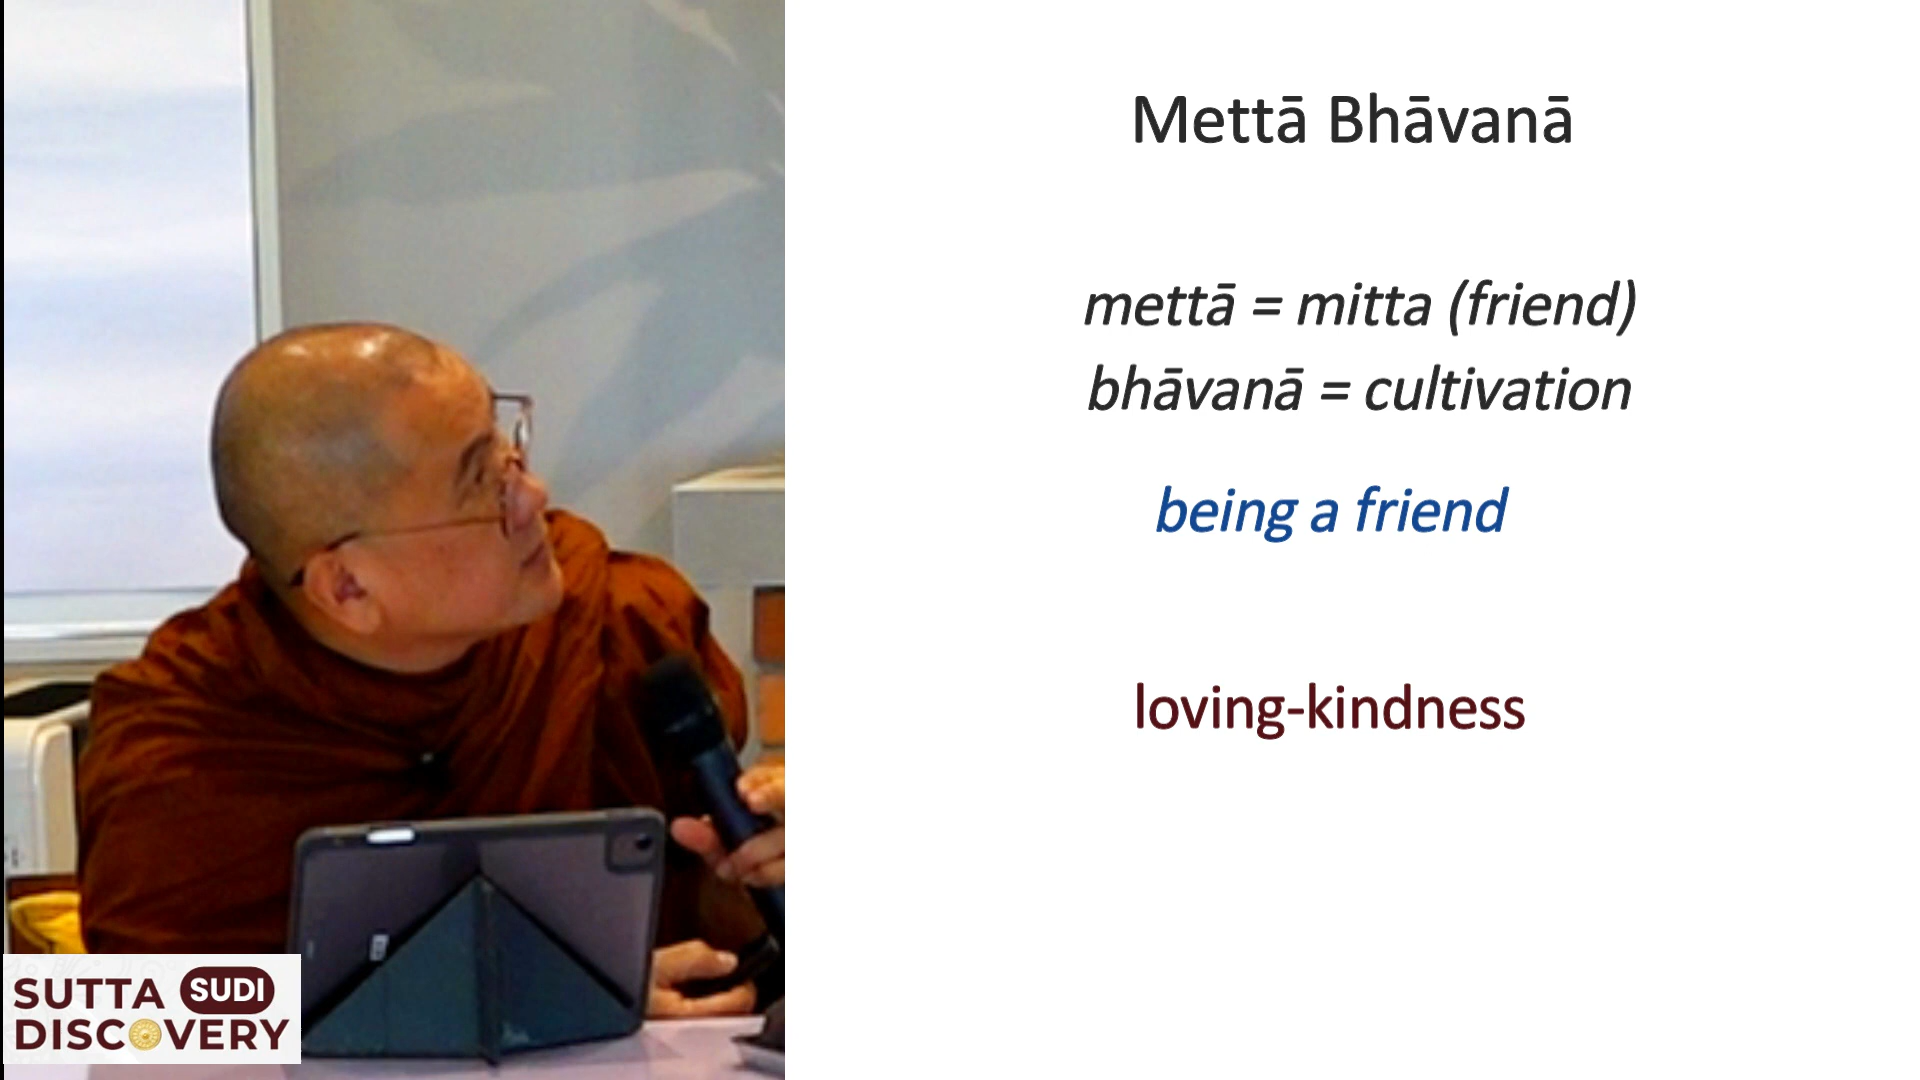 Mettā Bhāvanā
mettā = mitta (friend)
bhāvanā = cultivation
being a friend
loving-kindness
SUTTA SUDI
DISCOVERY